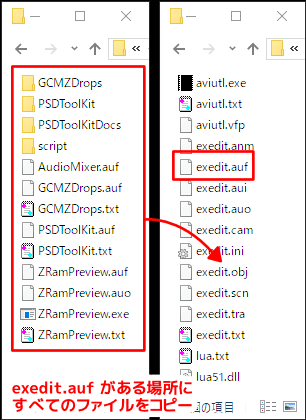 «
GCMZDrops
PSDToolKit
PSDToolKitDocs
script
AudioMixer.auf
GCMZDrops.auf
GCMZDrops.txt
PSDToolKit.auf
PSDToolKit.txt
ZRamPreview.auf
ZRamPreview.auo
ZRamPreview.exe
ZRamPreview.txt
«
aviutl.exe
aviutl.txt
aviutl.vfp
exedit.anm
exedit.auf
exedit.aui
exedit.auo
exedit.cam
exedit.ini
exedit.obj
exedit.scn
exedit.tra
exedit.txt
lua.txt
lua51.dll
の項目
exedit.auf がある場所に
すべてのファイルをコピー